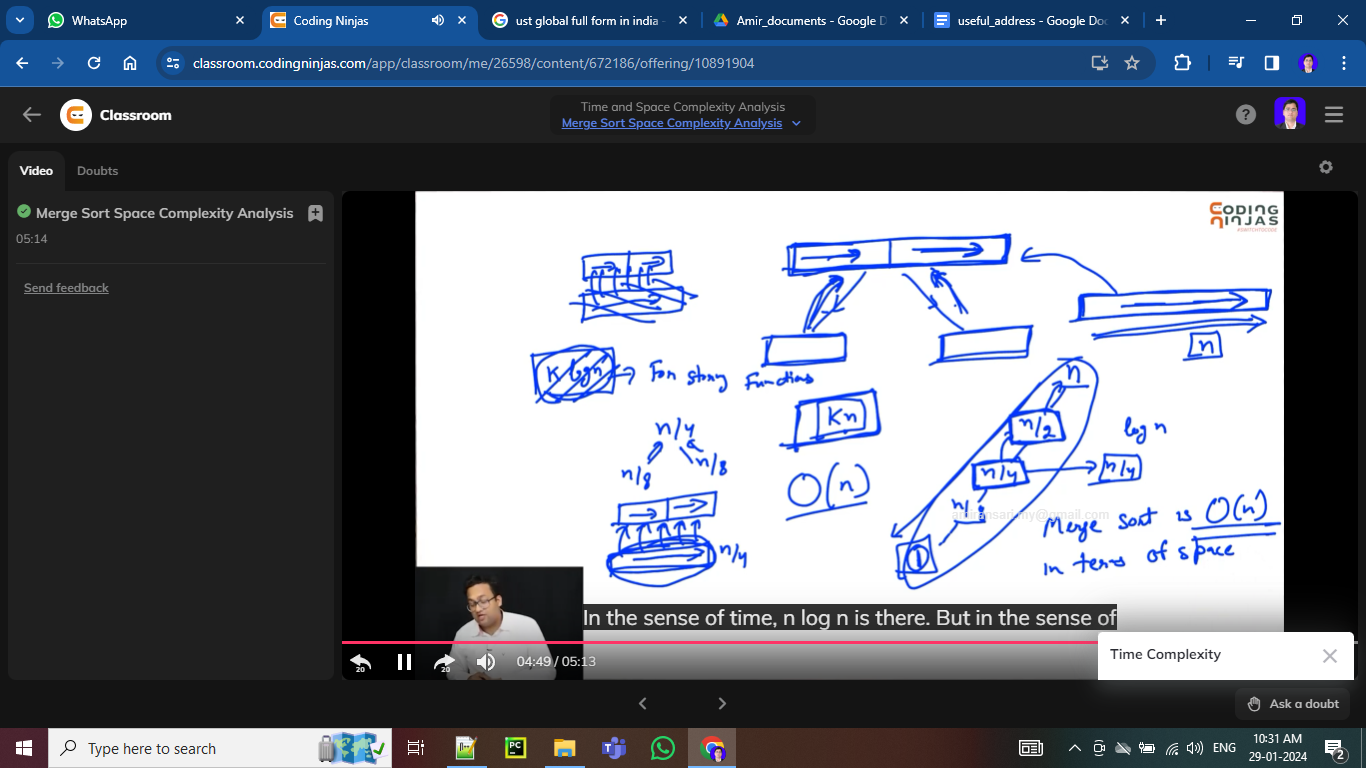 WhatsApp
Coding Ninjas
ust global full form in india -
Amir_documents - Google D
useful_address - Google Doc
classroom.codingninjas.com/app/classroom/me/26598/content/672186/offering/10891904
Classroom
Time and Space Complexity Analysis
Merge Sort Space Complexity Analysis
Video
Doubts
Merge Sort Space Complexity Analysis
05:14
Send feedback
CODING
NINJAS
#SWITCHTOCODE
n
K log n
For story Functions
Kn
n
n/2
log n
n/4
n/8
n/8
n/4
n/4
n/8
1
O(n)
n/4
Merge sort is O(n)
in terms of space
In the sense of time, n log n is there. But in the sense of
20
20
04:49 / 05:13
Time Complexity
Ask a doubt
Type here to search
PC
ENG
10:31 AM
29-01-2024
2